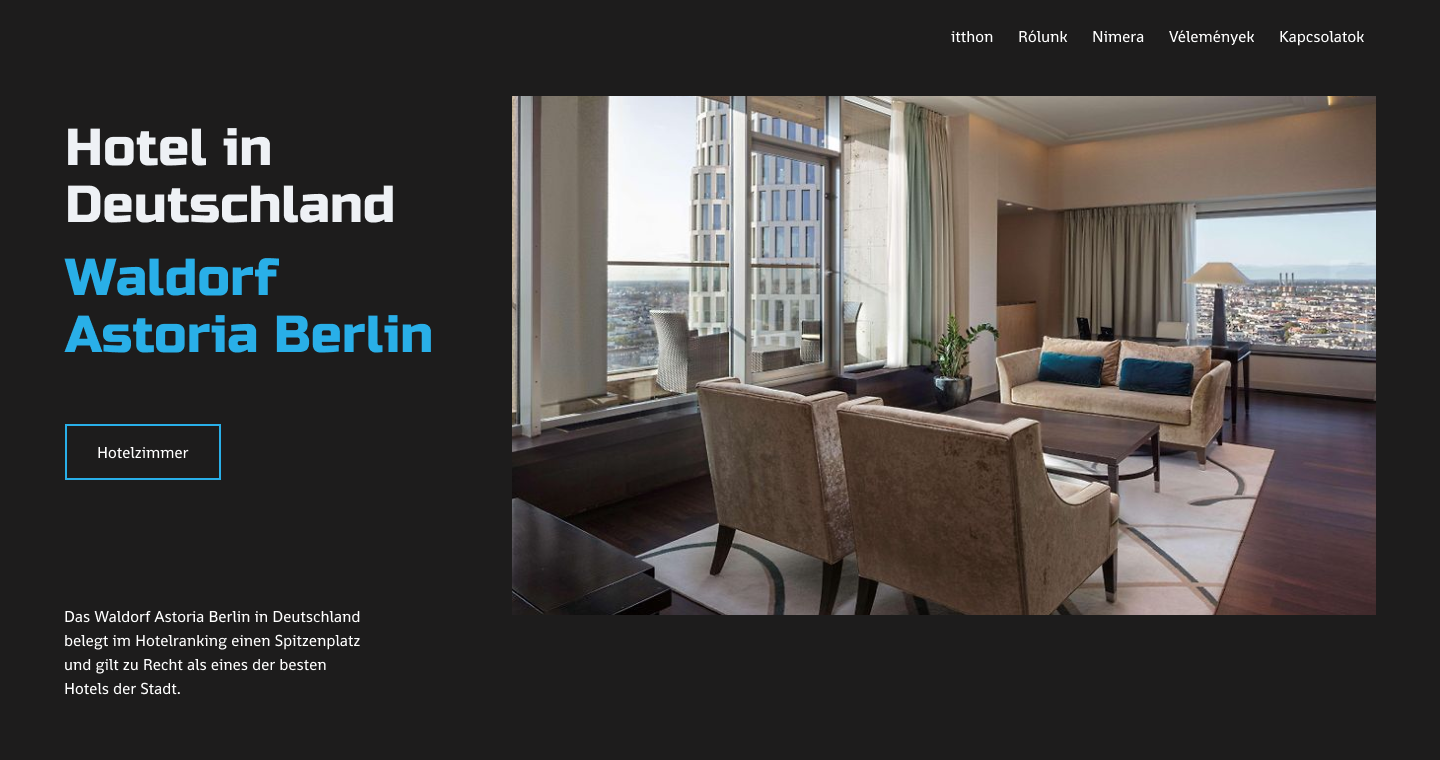 itthon Rólunk Nimera Vélemények Kapcsolatok
Hotel in
Deutschland
Waldorf
Astoria Berlin
Hotelzimmer
Das Waldorf Astoria Berlin in Deutschland
belegt im Hotelranking einen Spitzenplatz
und gilt zu Recht als eines der besten
Hotels der Stadt.